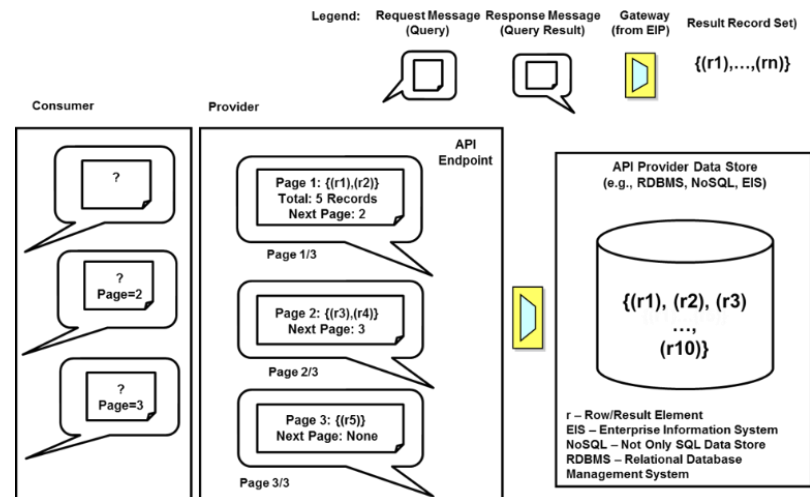 Legend:
Request Message
(Query)
Response Message
(Query Result)
Gateway
(from EIP)
Result Record Set)
{(r1),…,(rn)}
Consumer
Provider
?
?
Page=2
?
Page=3
API
Endpoint
Page 1: {(r1),(r2)}
Total: 5 Records
Next Page: 2
Page 1/3
Page 2: {(r3),(r4)}
Next Page: 3
Page 2/3
Page 3: {(r5)}
Next Page: None
Page 3/3
API Provider Data Store
(e.g., RDBMS, NoSQL, EIS)
{(r1), (r2), (r3)
…,
(r10)}
r – Row/Result Element
EIS – Enterprise Information System
NoSQL – Not Only SQL Data Store
RDBMS – Relational Database
Management System